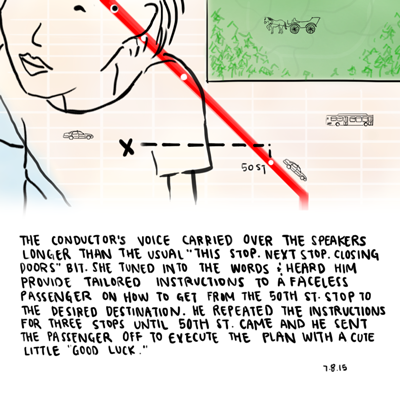 50 ST
THE CONDUCTOR'S VOICE CARRIED OVER THE SPEAKERS
LONGER THAN THE USUAL "THIS STOP. NEXT STOP. CLOSING
DOORS" BIT. SHE TUNED INTO THE WORDS & HEARD HIM
PROVIDE TAILORED INSTRUCTIONS TO A FACELESS
PASSENGER ON HOW TO GET FROM THE 50TH ST. STOP TO
THE DESIRED DESTINATION. HE REPEATED THE INSTRUCTIONS
FOR THREE STOPS UNTIL 50TH ST. CAME AND HE SENT
THE PASSENGER OFF TO EXECUTE THE PLAN WITH A CUTE
LITTLE "GOOD LUCK."
7.8.15